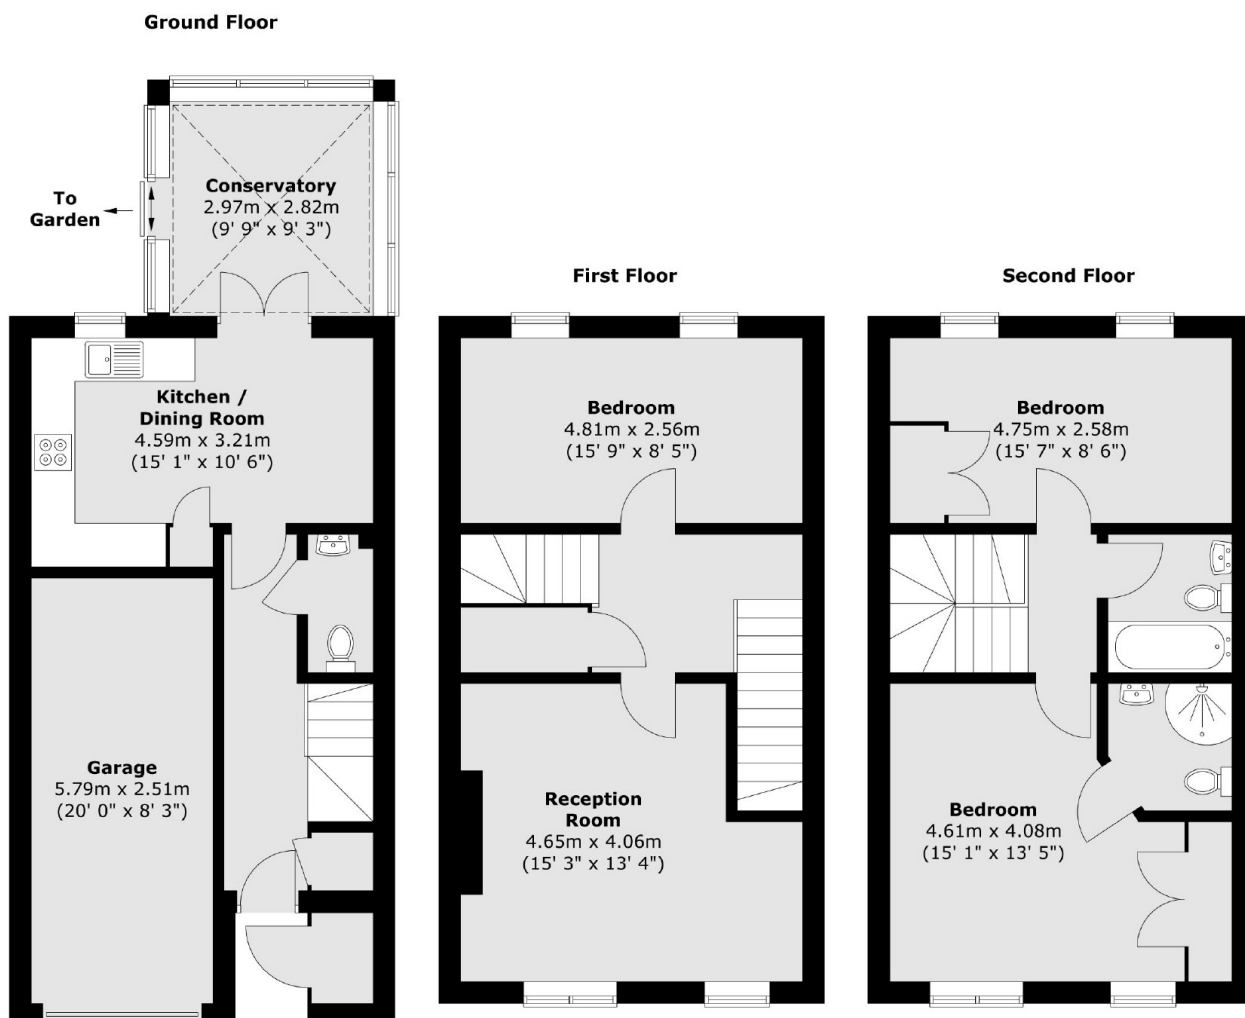 Ground Floor
Conservatory
2.97m x 2.82m
(9' 9" x 9' 3")
To
Garden
Kitchen /
Dining Room
4.59m x 3.21m
(15' 1" x 10' 6")
Garage
5.79m x 2.51m
(20' 0" x 8' 3")
First Floor
Bedroom
4.81m x 2.56m
(15' 9" x 8' 5")
Reception
Room
4.65m x 4.06m
(15' 3" x 13' 4")
Second Floor
Bedroom
4.75m x 2.58m
(15' 7" x 8' 6")
Bedroom
4.61m x 4.08m
(15' 1" x 13' 5")